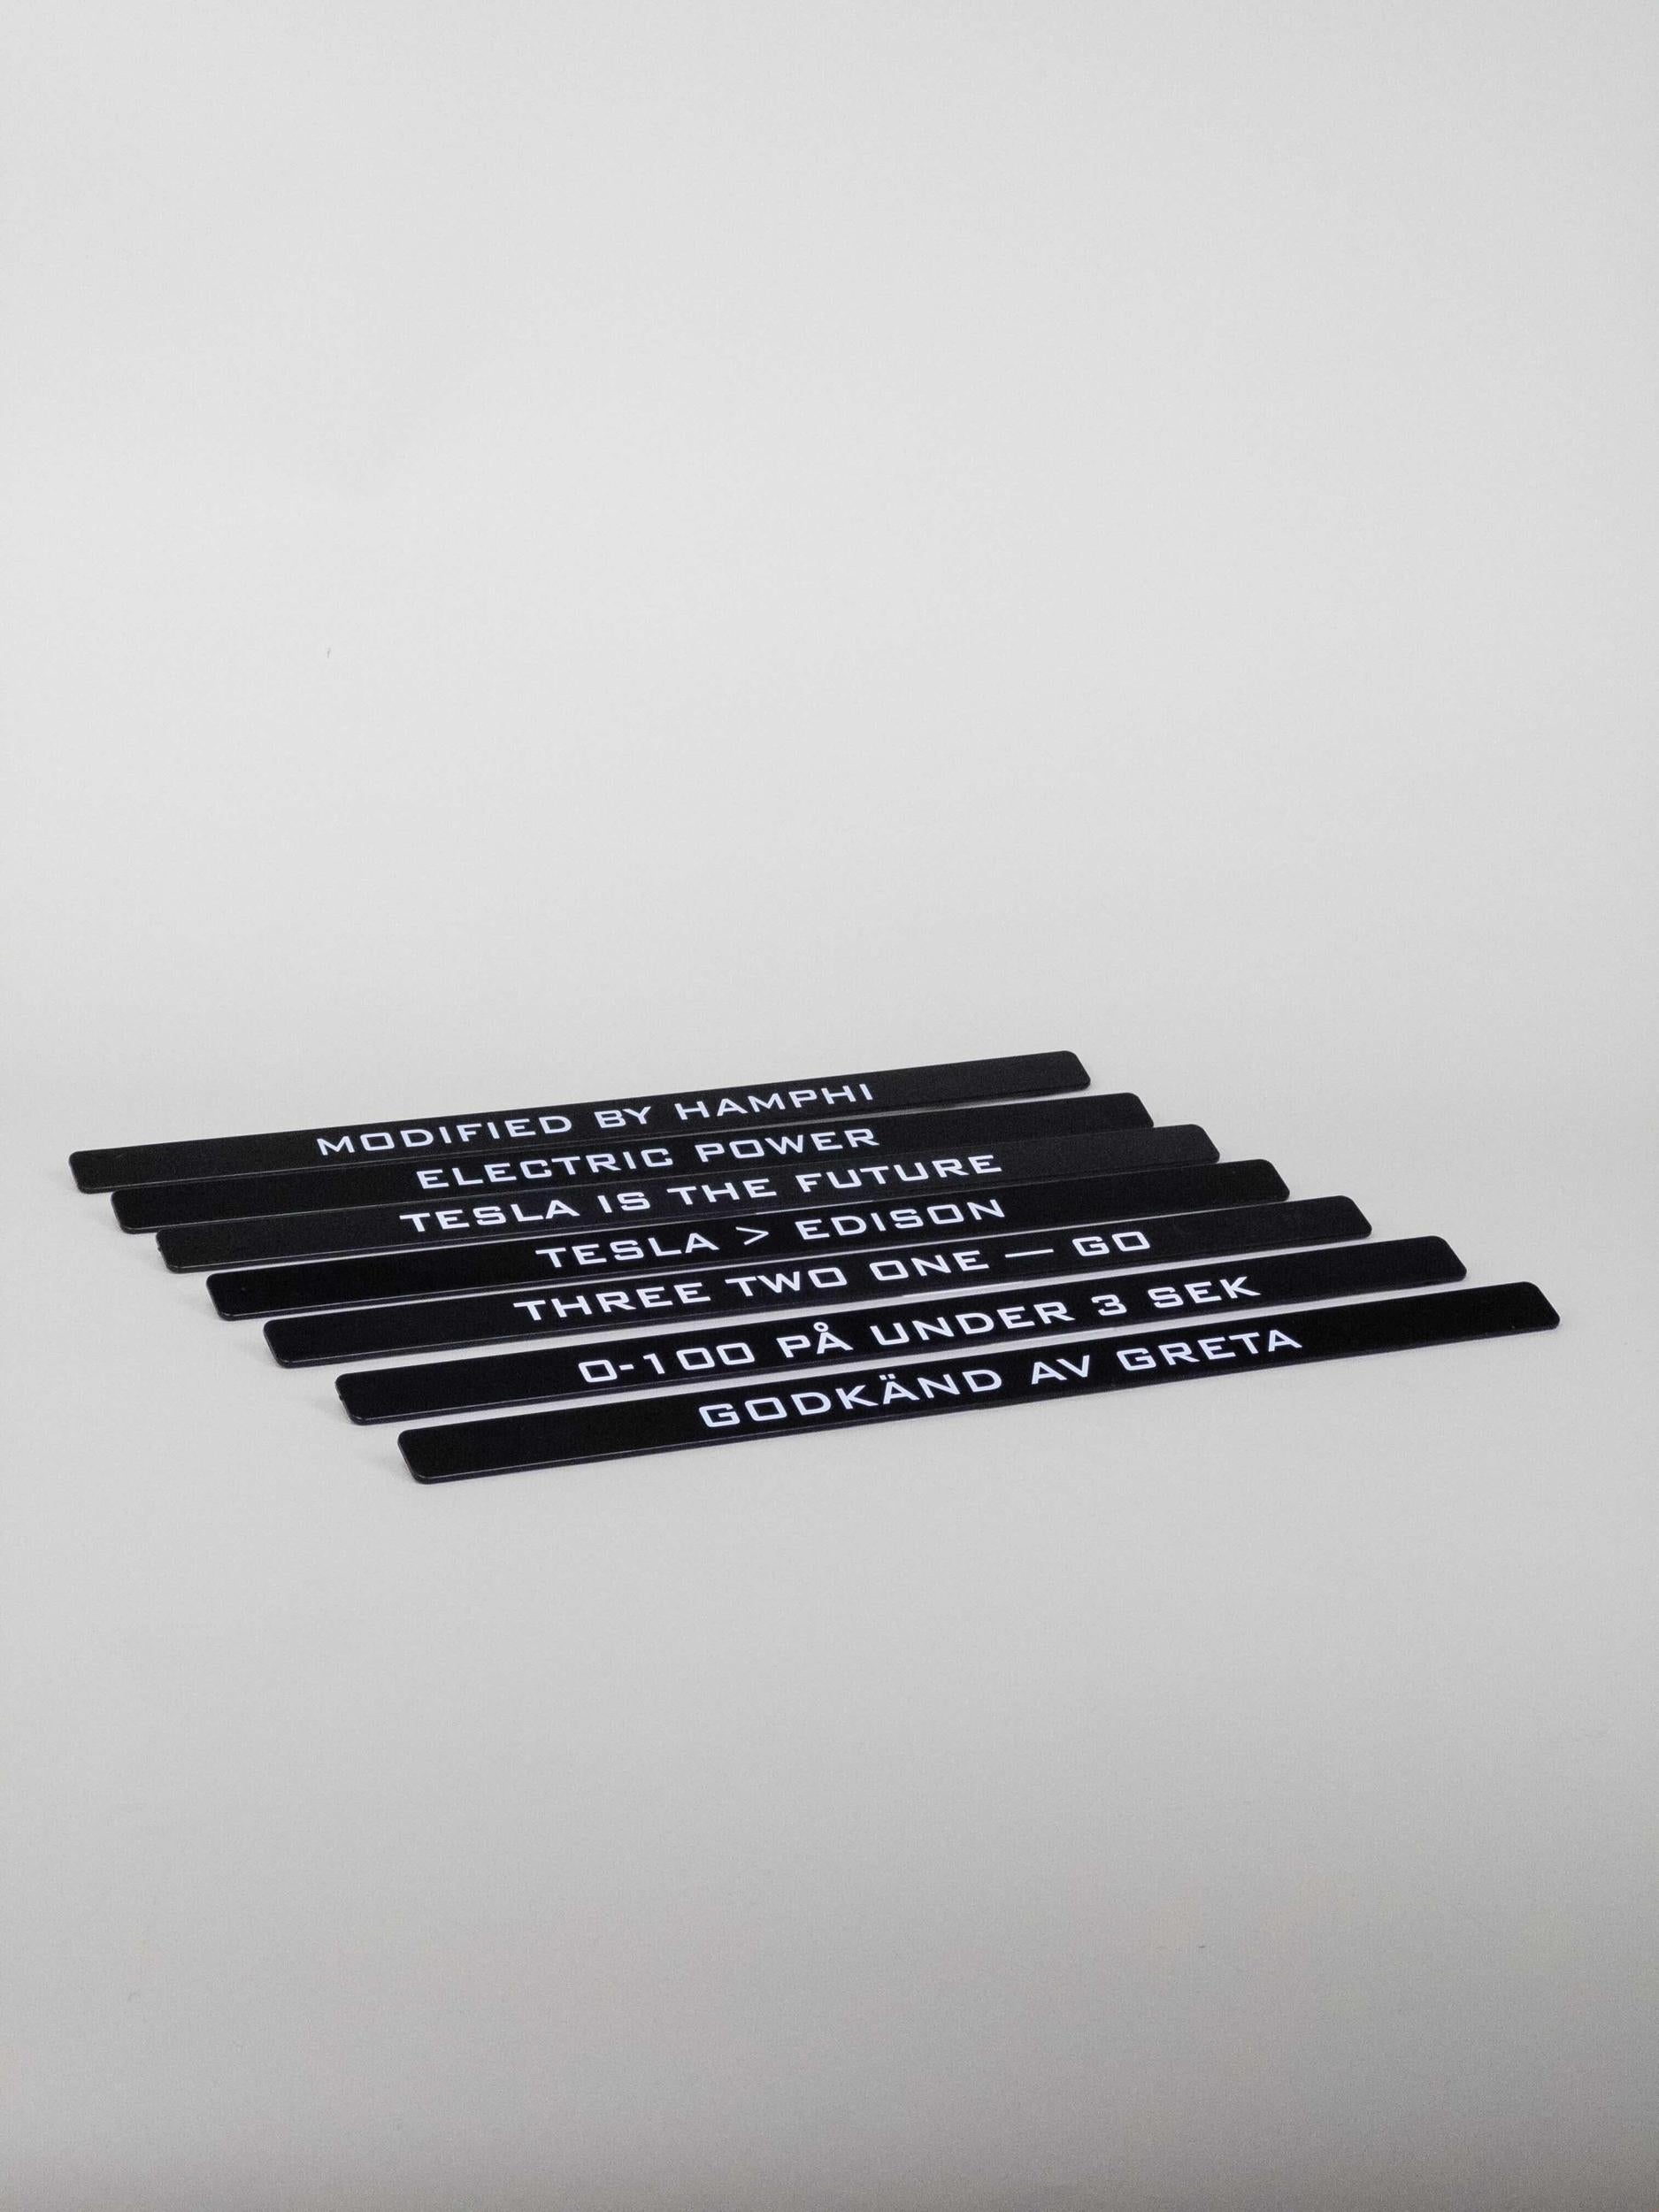 MODIFIED BY HAMPHI
ELECTRIC POWER
TESLA IS THE FUTURE
TESLA > EDISON
THREE TWO ONE — GO
0-100 PÅ UNDER 3 SEK
GODKÄND AV GRETA